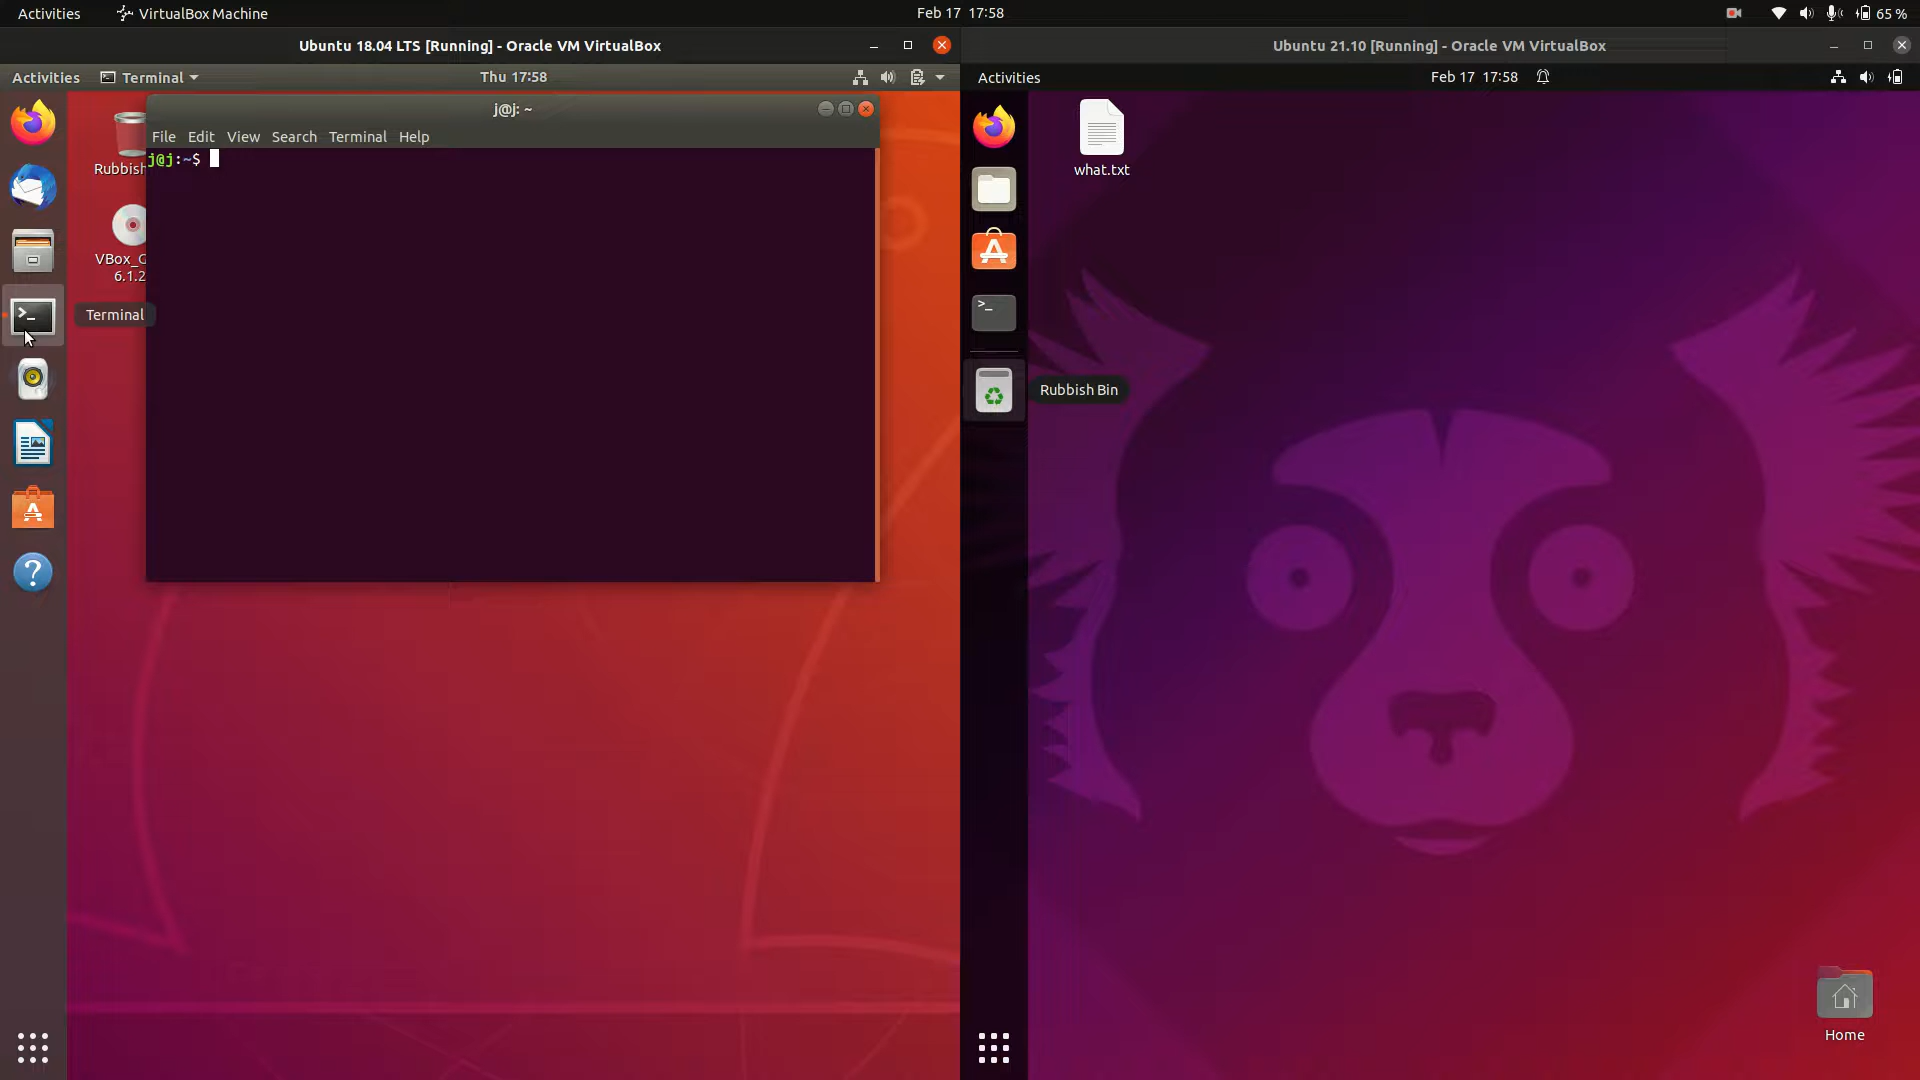 Activities VirtualBox Machine Feb 17 17:58 65 %
Ubuntu 18.04 LTS [Running] - Oracle VM VirtualBox
Activities Terminal Thu 17:58
j@j: ~
File Edit View Search Terminal Help
j@j:~$
Rubbish
VBox_G
6.1.2
Terminal
Ubuntu 21.10 [Running] - Oracle VM VirtualBox
Activities Feb 17 17:58
what.txt
Rubbish Bin
Home